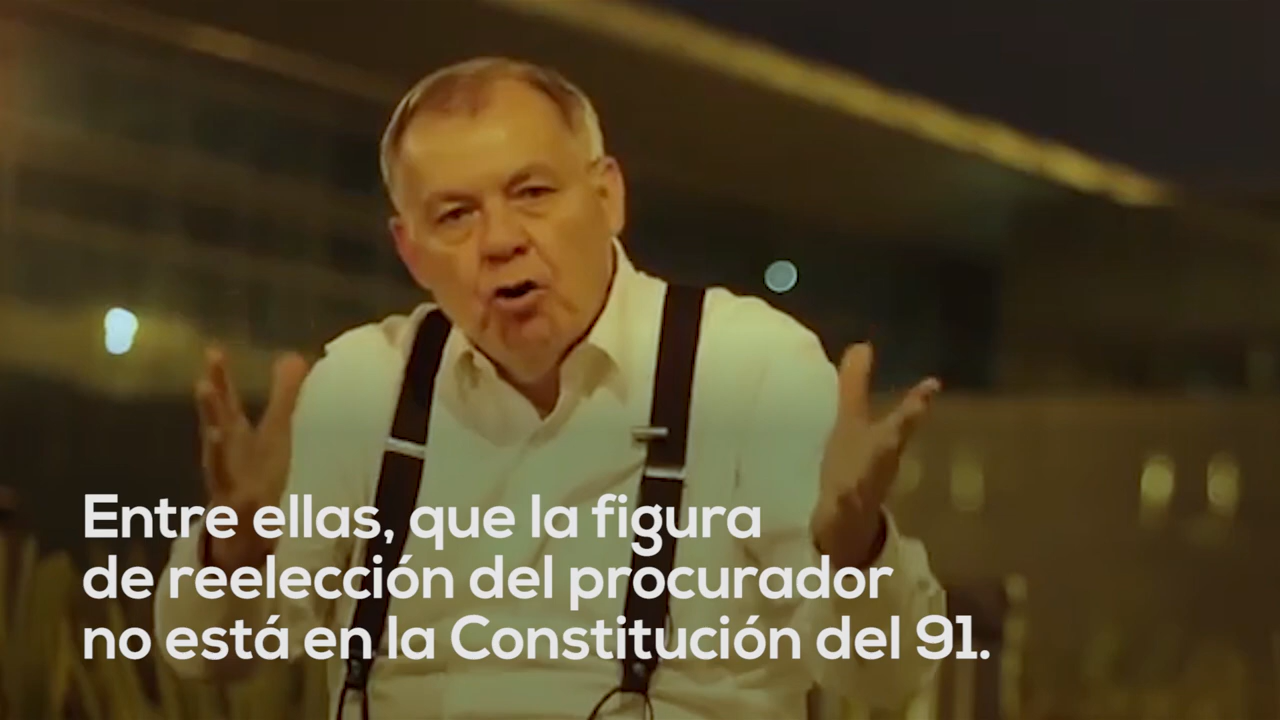 Entre ellas, que la figura
de reelección del procurador
no está en la Constitución del 91.